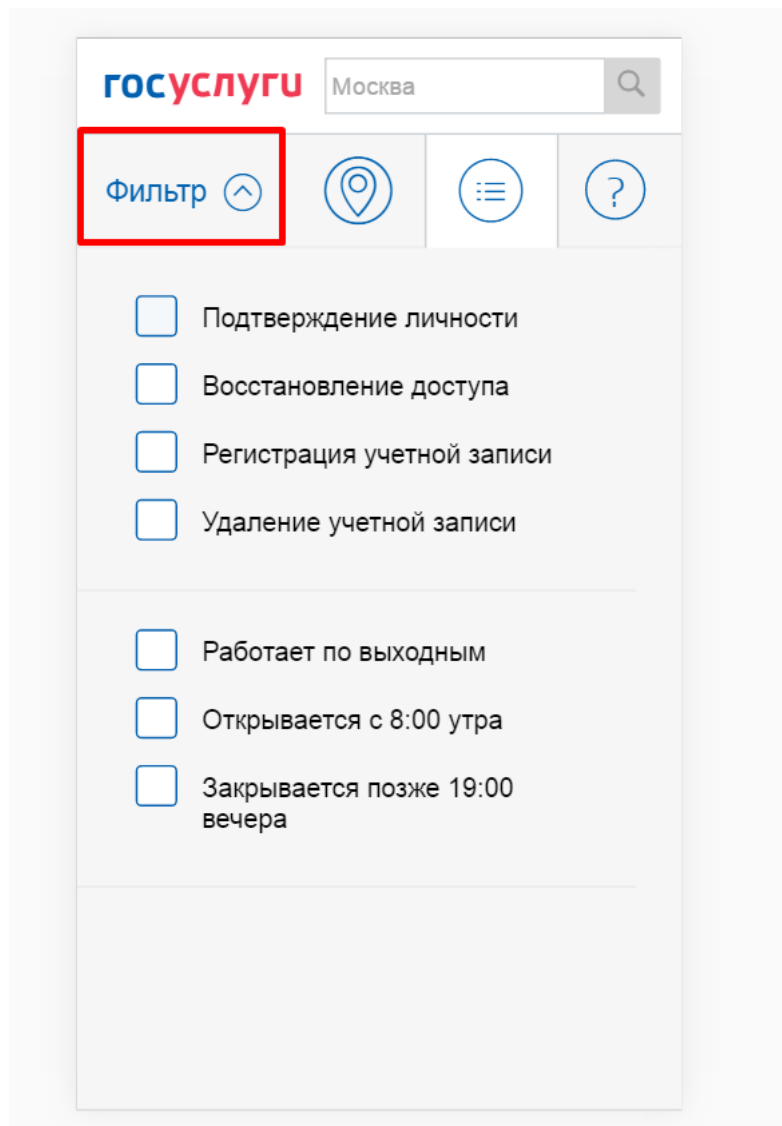 госуслуги
Москва
Фильтр
?
Подтверждение личности
Восстановление доступа
Регистрация учетной записи
Удаление учетной записи
Работает по выходным
Открывается с 8:00 утра
Закрывается позже 19:00
вечера